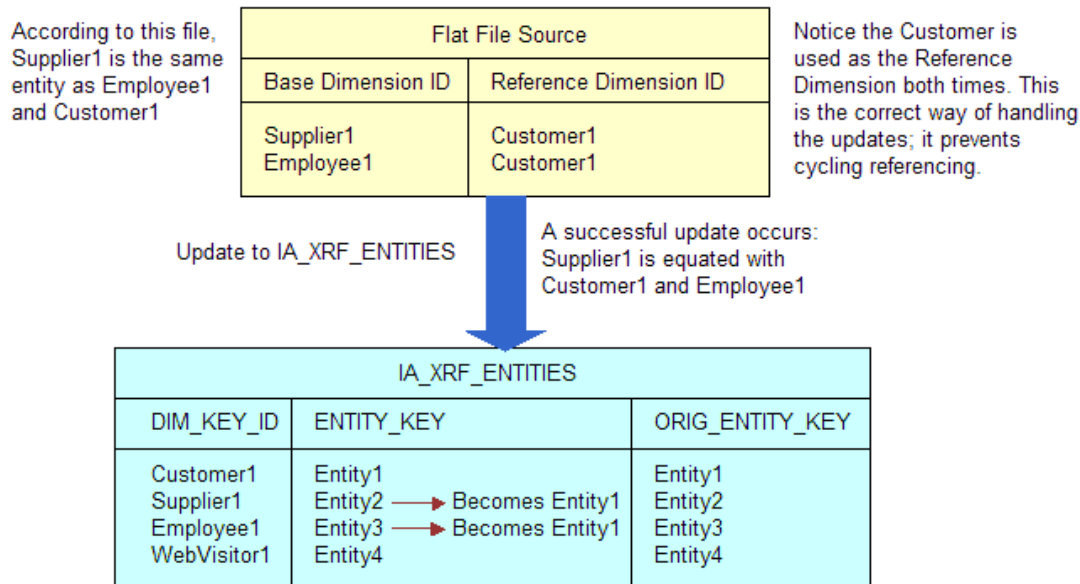 According to this file,
Supplier1 is the same
entity as Employee1
and Customer1
Flat File Source
Base Dimension ID
Reference Dimension ID
Supplier1
Customer1
Employee1
Customer1
Notice the Customer is
used as the Reference
Dimension both times. This
is the correct way of handling
the updates; it prevents
cycling referencing.
Update to IA_XRF_ENTITIES
A successful update occurs:
Supplier1 is equated with
Customer1 and Employee1
IA_XRF_ENTITIES
DIM_KEY_ID
ENTITY_KEY
ORIG_ENTITY_KEY
Customer1
Entity1
Entity1
Supplier1
Entity2
Becomes Entity1
Entity2
Employee1
Entity3
Becomes Entity1
Entity3
WebVisitor1
Entity4
Entity4